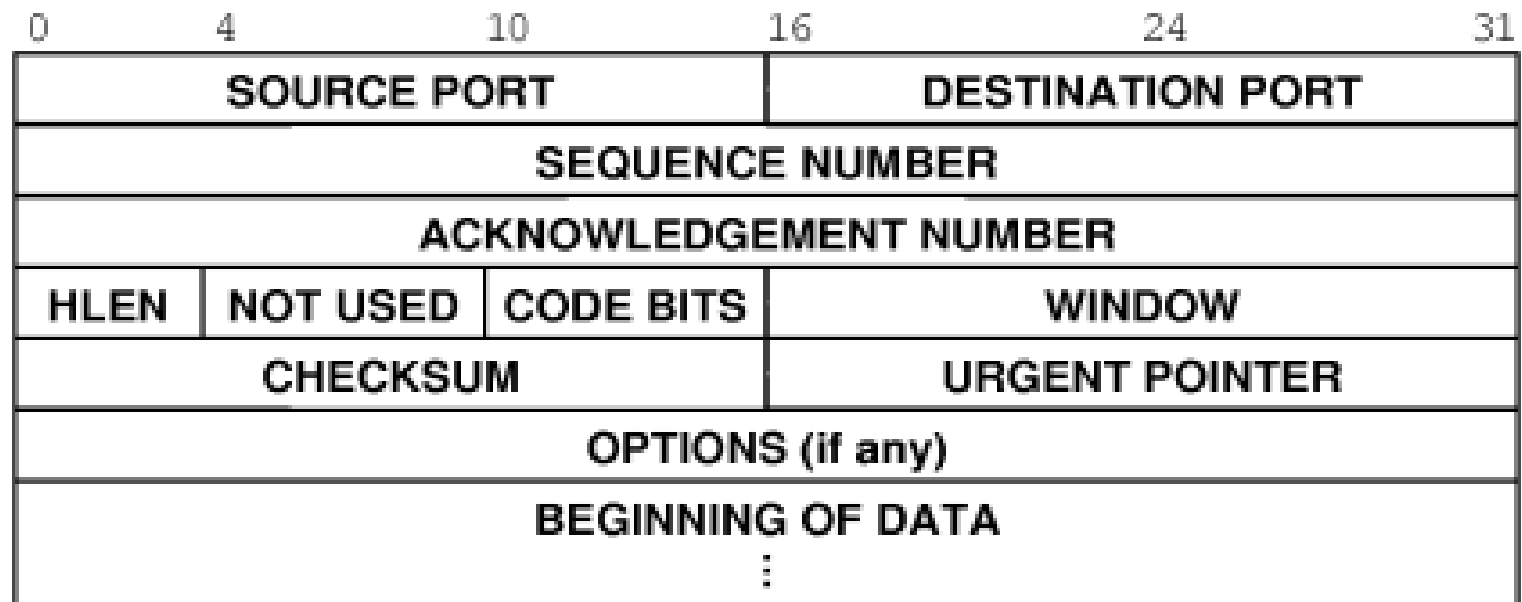 0 4 10 16 24 31
SOURCE PORT DESTINATION PORT
SEQUENCE NUMBER
ACKNOWLEDGEMENT NUMBER
HLEN NOT USED CODE BITS WINDOW
CHECKSUM URGENT POINTER
OPTIONS (if any)
BEGINNING OF DATA
⋮